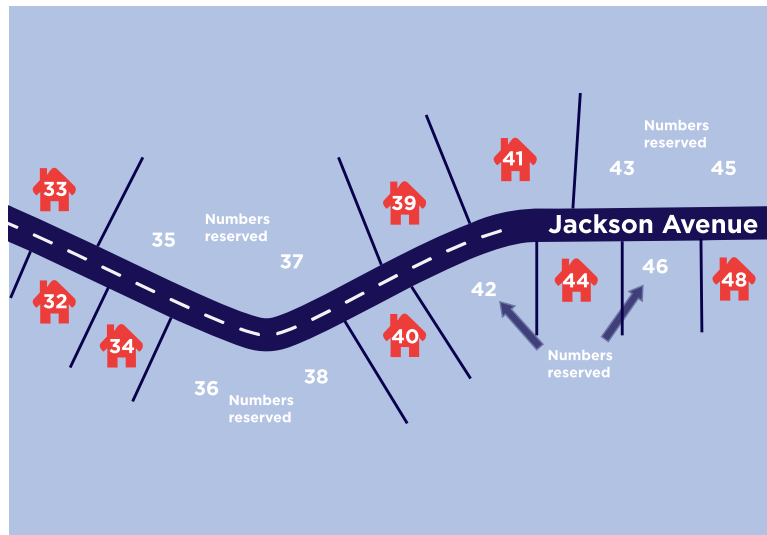 Numbers
reserved
43
45
41
33
39
Numbers
reserved
35
37
Jackson Avenue
46
44
48
42
32
40
34
Numbers
reserved
38
36
Numbers
reserved